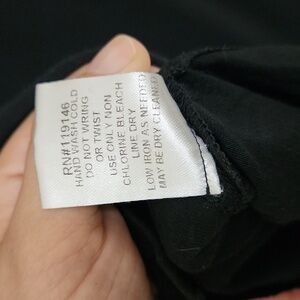 RN#119146
HAND WASH COLD
DO NOT WRING
OR TWIST
USE ONLY NON
CHLORINE BLEACH
LINE DRY
LOW IRON AS NEEDED
MAY BE DRY CLEANED